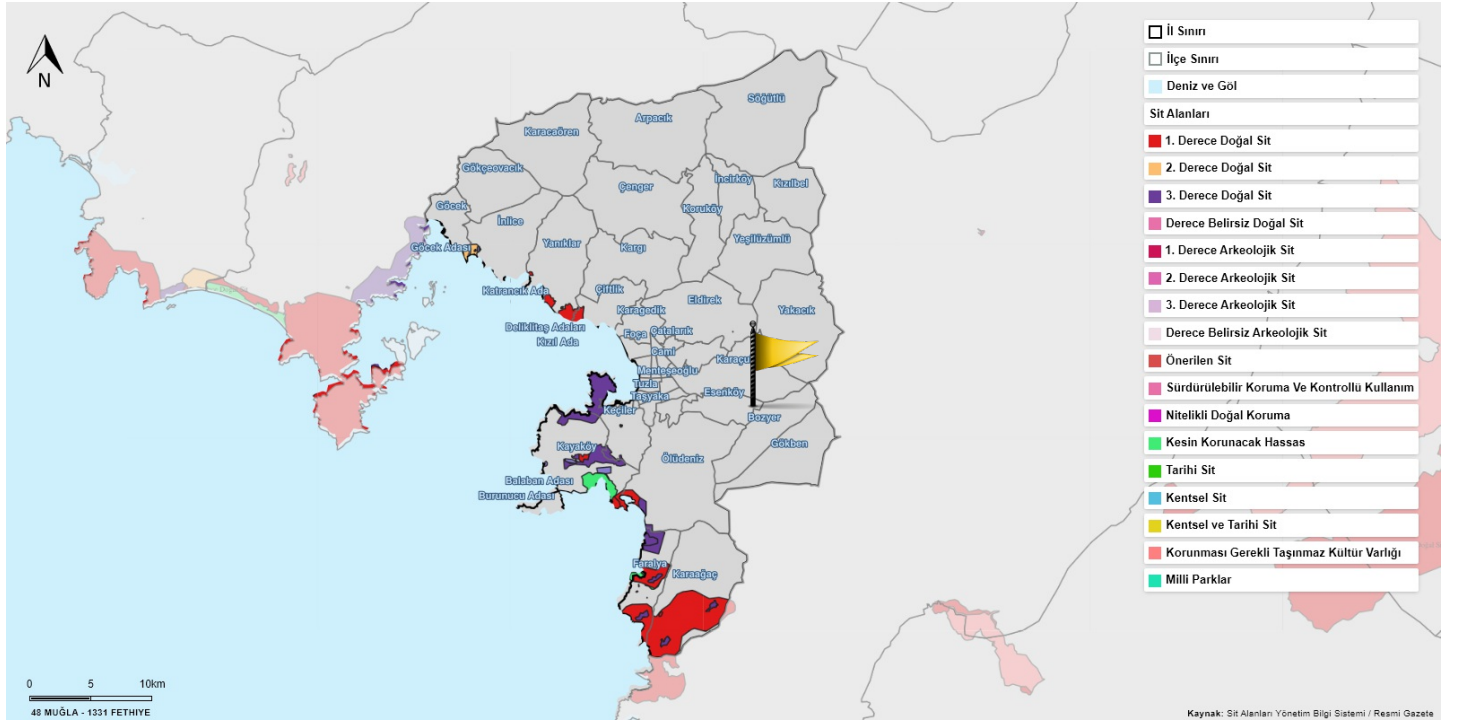 N
İl Sınırı
İlçe Sınırı
Deniz ve Göl
Sit Alanları
1. Derece Doğal Sit
2. Derece Doğal Sit
3. Derece Doğal Sit
Derece Belirsiz Doğal Sit
1. Derece Arkeolojik Sit
2. Derece Arkeolojik Sit
3. Derece Arkeolojik Sit
Derece Belirsiz Arkeolojik Sit
Önerilen Sit
Sürdürülebilir Koruma Ve Kontrollü Kullanım
Nitelikli Doğal Koruma
Kesin Korunacak Hassas
Tarihi Sit
Kentsel Sit
Kentsel ve Tarihi Sit
Korunması Gerekli Taşınmaz Kültür Varlığı
Milli Parklar
Söğütlü
Arpacık
Karacaören
Gökçeovacık
İncirköy
Kızılbel
Çenger
Göcek
Koruköy
İnlice
Yeşilüzümlü
Göcek Adası
Yanıklar
Kargı
Katrancık Ada
Çiftlik
Eldirek
Karagedik
Yakacık
Deliklitaş Adaları
Foça
Çatalarık
Kızıl Ada
Cami
Karaçu
Menteşeoğlu
Tuzla
Esenköy
Taşyaka
Keçiler
Bozyer
Kayaköy
Gökben
Ölüdeniz
Balaban Adası
Burunucu Adası
Faralya
Karaağaç
0 5 10km
48 MUĞLA - 1331 FETHIYE
Kaynak: Sit Alanları Yönetim Bilgi Sistemi / Resmi Gazete